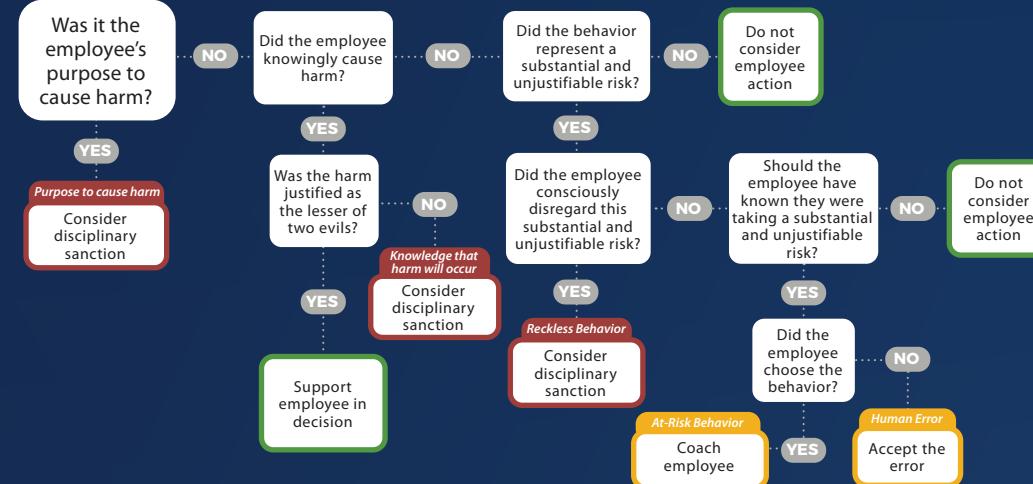 Was it the
employee's
purpose to
cause harm?
NO
Did the employee
knowingly cause
harm?
NO
Did the behavior
represent a
substantial and
unjustifiable risk?
NO
Do not
consider
employee
action
YES
YES
YES
Purpose to cause harm
Consider
disciplinary
sanction
Was the harm
justified as
the lesser of
two evils?
NO
Knowledge that
harm will occur
Consider
disciplinary
sanction
YES
Support
employee in
decision
Did the employee
consciously
disregard this
substantial and
unjustifiable risk?
NO
Should the
employee have
known they were
taking a substantial
and unjustifiable
risk?
NO
Do not
consider
employee
action
YES
Reckless Behavior
Consider
disciplinary
sanction
YES
Did the
employee
choose the
behavior?
NO
Human Error
Accept the
error
YES
At-Risk Behavior
Coach
employee